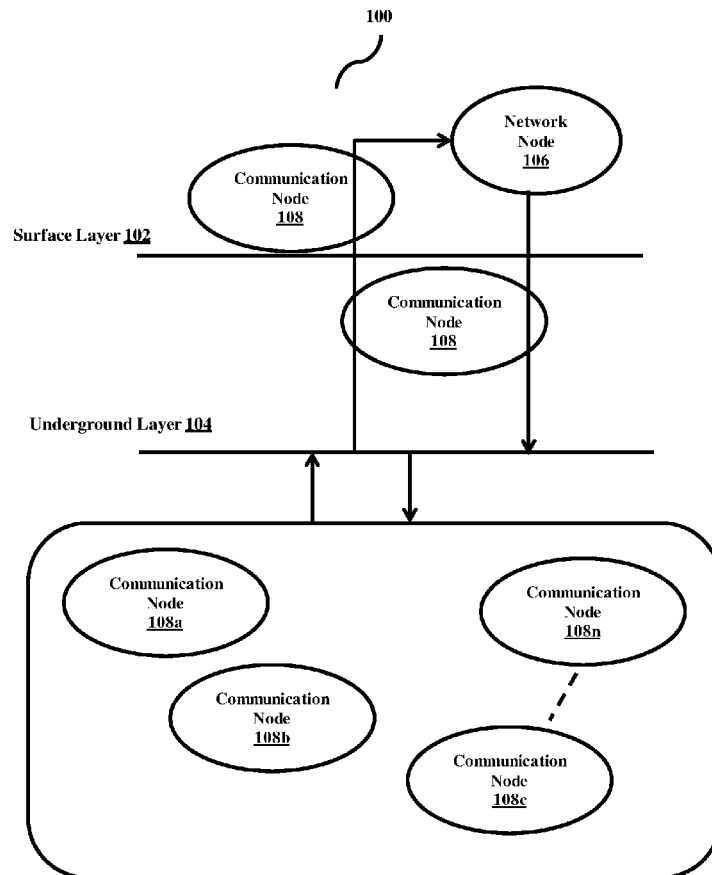 100
Network
Node
106
Communication
Node
108
Surface Layer 102
Communication
Node
108
Underground Layer 104
Communication
Node
108a
Communication
Node
108n
Communication
Node
108b
Communication
Node
108c